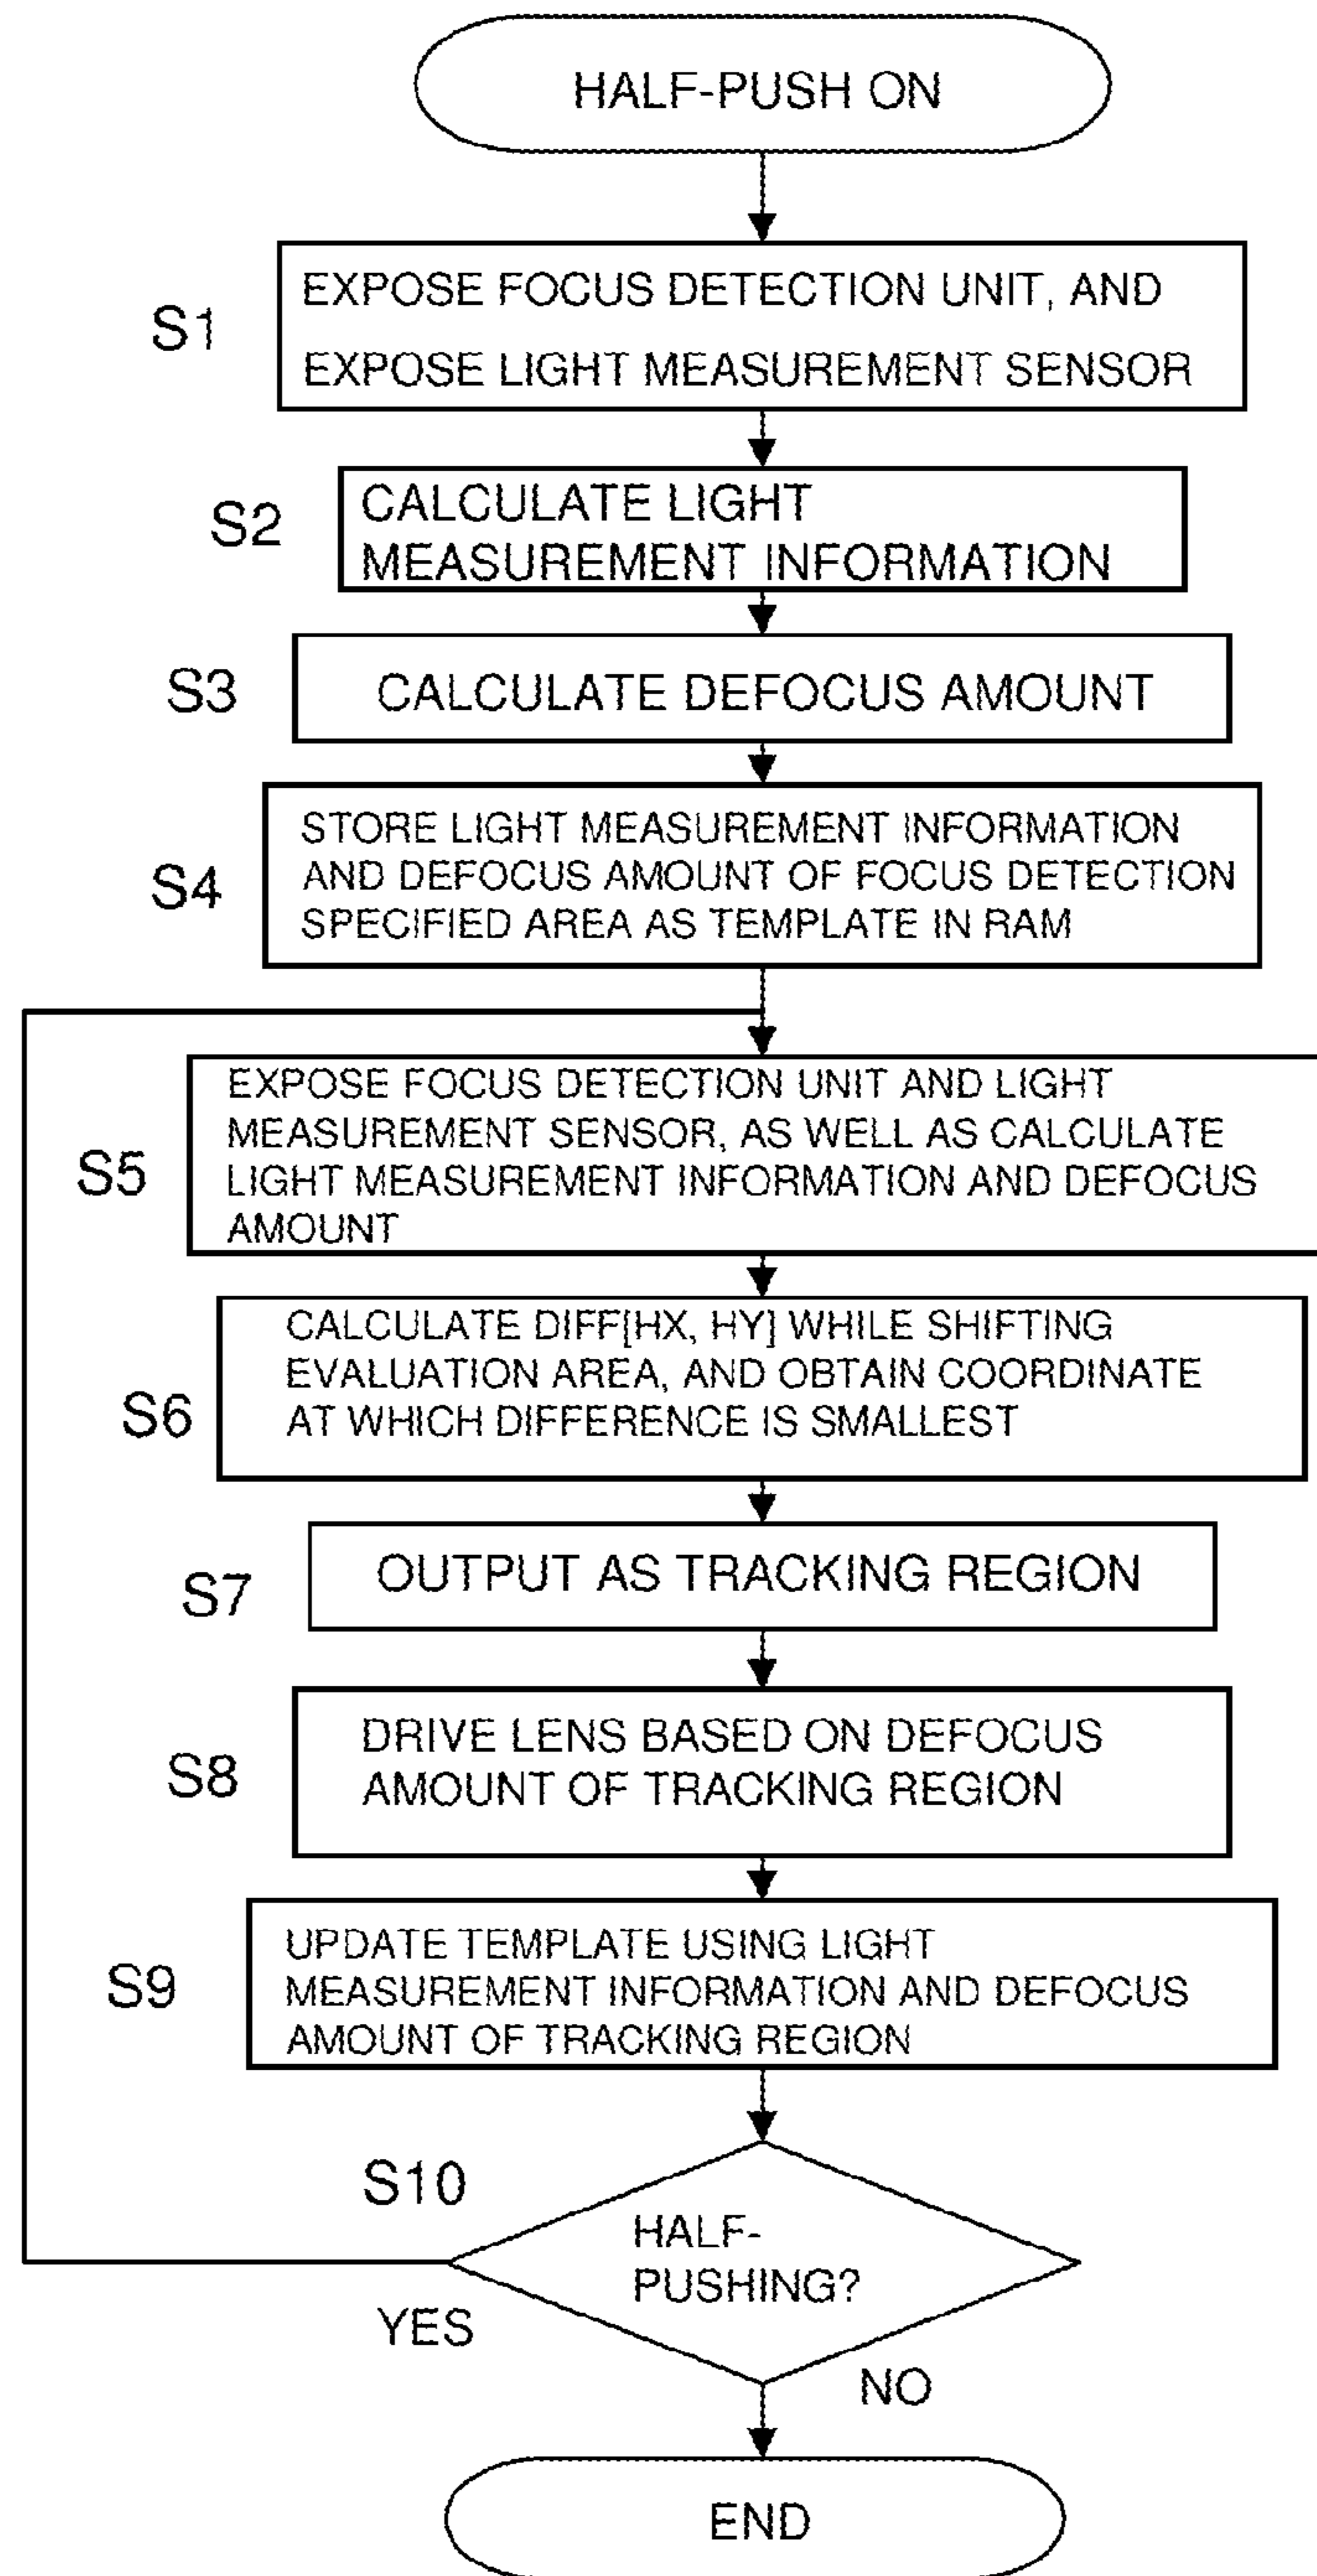 HALF-PUSH ON
S1
EXPOSE FOCUS DETECTION UNIT, AND
EXPOSE LIGHT MEASUREMENT SENSOR
S2
CALCULATE LIGHT
MEASUREMENT INFORMATION
S3
CALCULATE DEFOCUS AMOUNT
S4
STORE LIGHT MEASUREMENT INFORMATION
AND DEFOCUS AMOUNT OF FOCUS DETECTION
SPECIFIED AREA AS TEMPLATE IN RAM
S5
EXPOSE FOCUS DETECTION UNIT AND LIGHT
MEASUREMENT SENSOR, AS WELL AS CALCULATE
LIGHT MEASUREMENT INFORMATION AND DEFOCUS
AMOUNT
S6
CALCULATE DIFF[HX, HY] WHILE SHIFTING
EVALUATION AREA, AND OBTAIN COORDINATE
AT WHICH DIFFERENCE IS SMALLEST
S7
OUTPUT AS TRACKING REGION
S8
DRIVE LENS BASED ON DEFOCUS
AMOUNT OF TRACKING REGION
S9
UPDATE TEMPLATE USING LIGHT
MEASUREMENT INFORMATION AND DEFOCUS
AMOUNT OF TRACKING REGION
S10
HALF-
PUSHING?
YES
NO
END